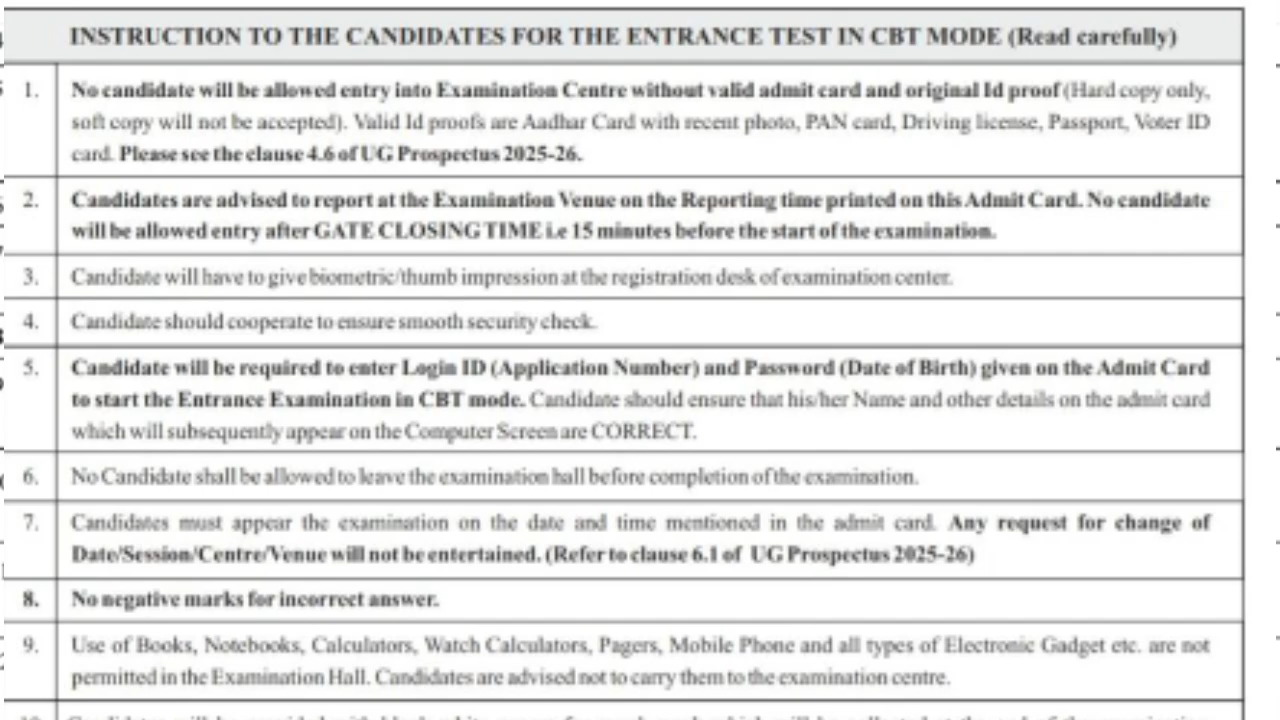 INSTRUCTION TO THE CANDIDATES FOR THE ENTRANCE TEST IN CBT MODE (Read carefully)
1. No candidate will be allowed entry into Examination Centre without valid admit card and original Id proof (Hard copy only,
soft copy will not be accepted). Valid Id proofs are Aadhar Card with recent photo, PAN card, Driving license, Passport, Voter ID
card. Please see the clause 4.6 of UG Prospectus 2025-26.
2. Candidates are advised to report at the Examination Venue on the Reporting time printed on this Admit Card. No candidate
will be allowed entry after GATE CLOSING TIME i.e 15 minutes before the start of the examination.
3. Candidate will have to give biometric/thumb impression at the registration desk of examination center.
4. Candidate should cooperate to ensure smooth security check.
5. Candidate will be required to enter Login ID (Application Number) and Password (Date of Birth) given on the Admit Card
to start the Entrance Examination in CBT mode. Candidate should ensure that his/her Name and other details on the admit card
which will subsequently appear on the Computer Screen are CORRECT.
6. No Candidate shall be allowed to leave the examination hall before completion of the examination.
7. Candidates must appear the examination on the date and time mentioned in the admit card. Any request for change of
Date/Session/Centre/Venue will not be entertained. (Refer to clause 6.1 of UG Prospectus 2025-26)
8. No negative marks for incorrect answer.
9. Use of Books, Notebooks, Calculators, Watch Calculators, Pagers, Mobile Phone and all types of Electronic Gadget etc. are not
permitted in the Examination Hall. Candidates are advised not to carry them to the examination centre.